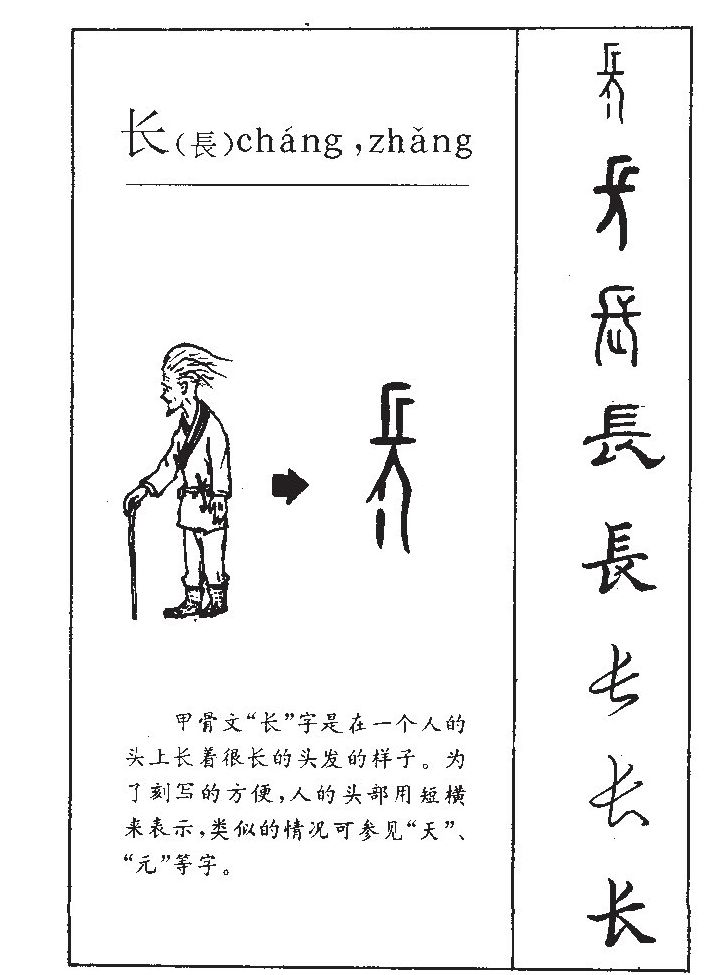 长(長)cháng,zhǎng
甲骨文“长”字是在一个人的
头上长着很长的头发的样子。为
了刻写的方便,人的头部用短横
来表示,类似的情况可参见“天”、
“元”等字。
長
長
长
长
长